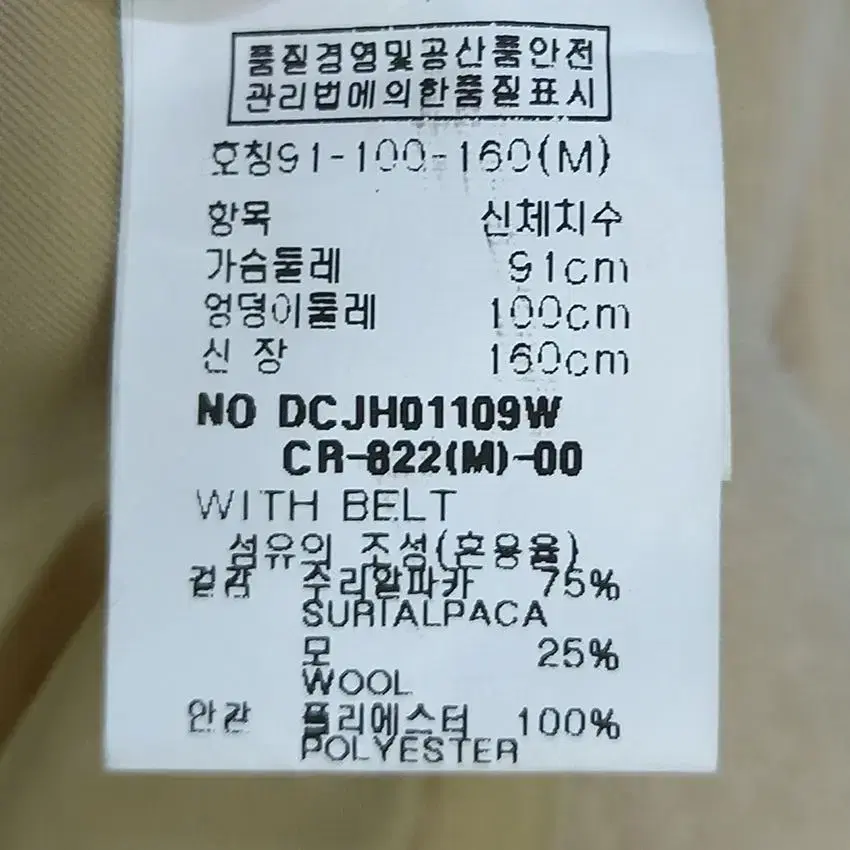 품질경영및공산품안전
관리법에의한품질표시
호칭91-100-160(M)
항목 신체치수
가슴둘레 91cm
엉덩이둘레 100cm
신 장 160cm
NO DCJH01109W
CR-822(M)-00
WITH BELT
섬유의 조성(혼용율)
겉감 수리알파카 75%
SURIALPACA
모 25%
WOOL
안감 폴리에스터 100%
POLYESTER